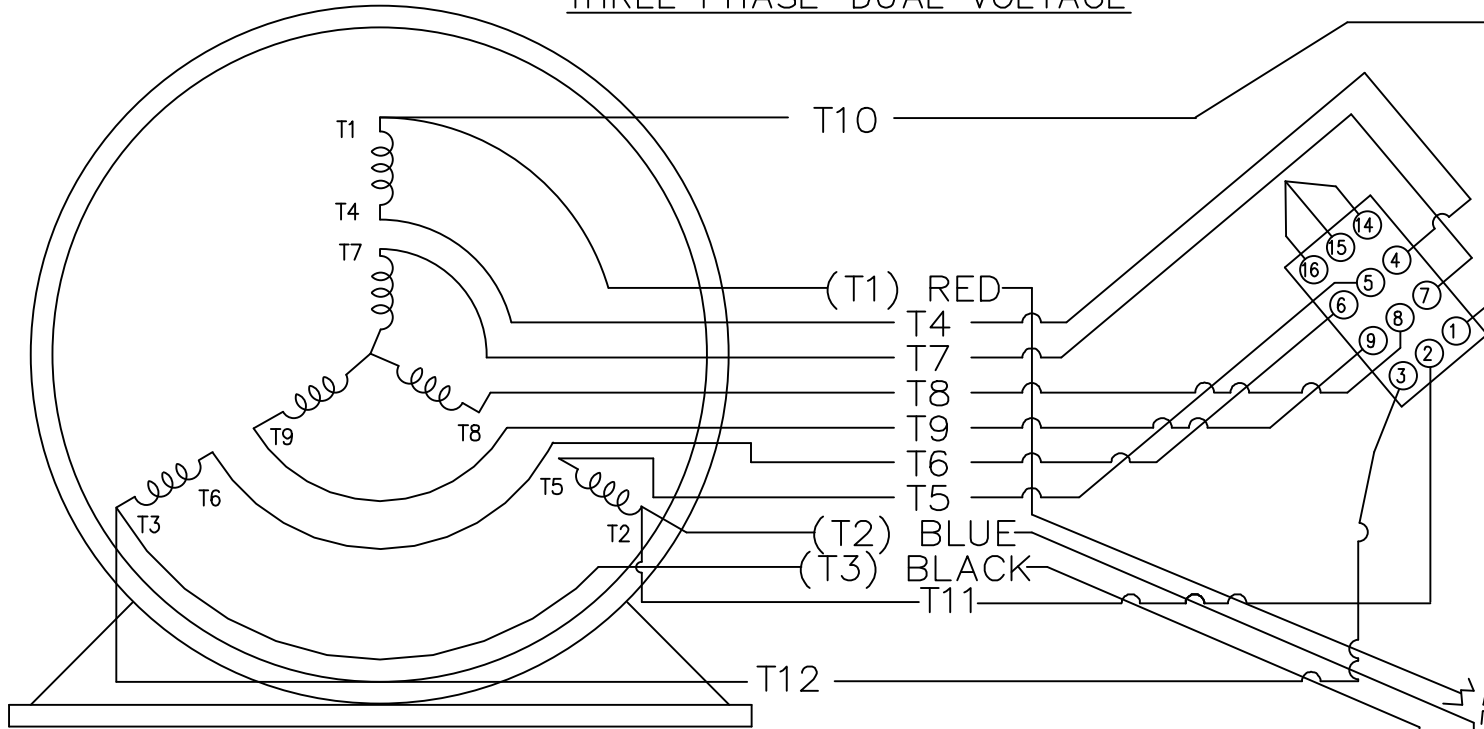 THREE PHASE DUAL VOLTAGE
T10
T1
T4
T7
(T1) RED
T4
T7
T8
T9
T6
T5
(T2) BLUE
(T3) BLACK
T11
T12
T9
T8
T6
T3
T5
T2
14
15
16
4
5
6
7
8
9
1
2
3